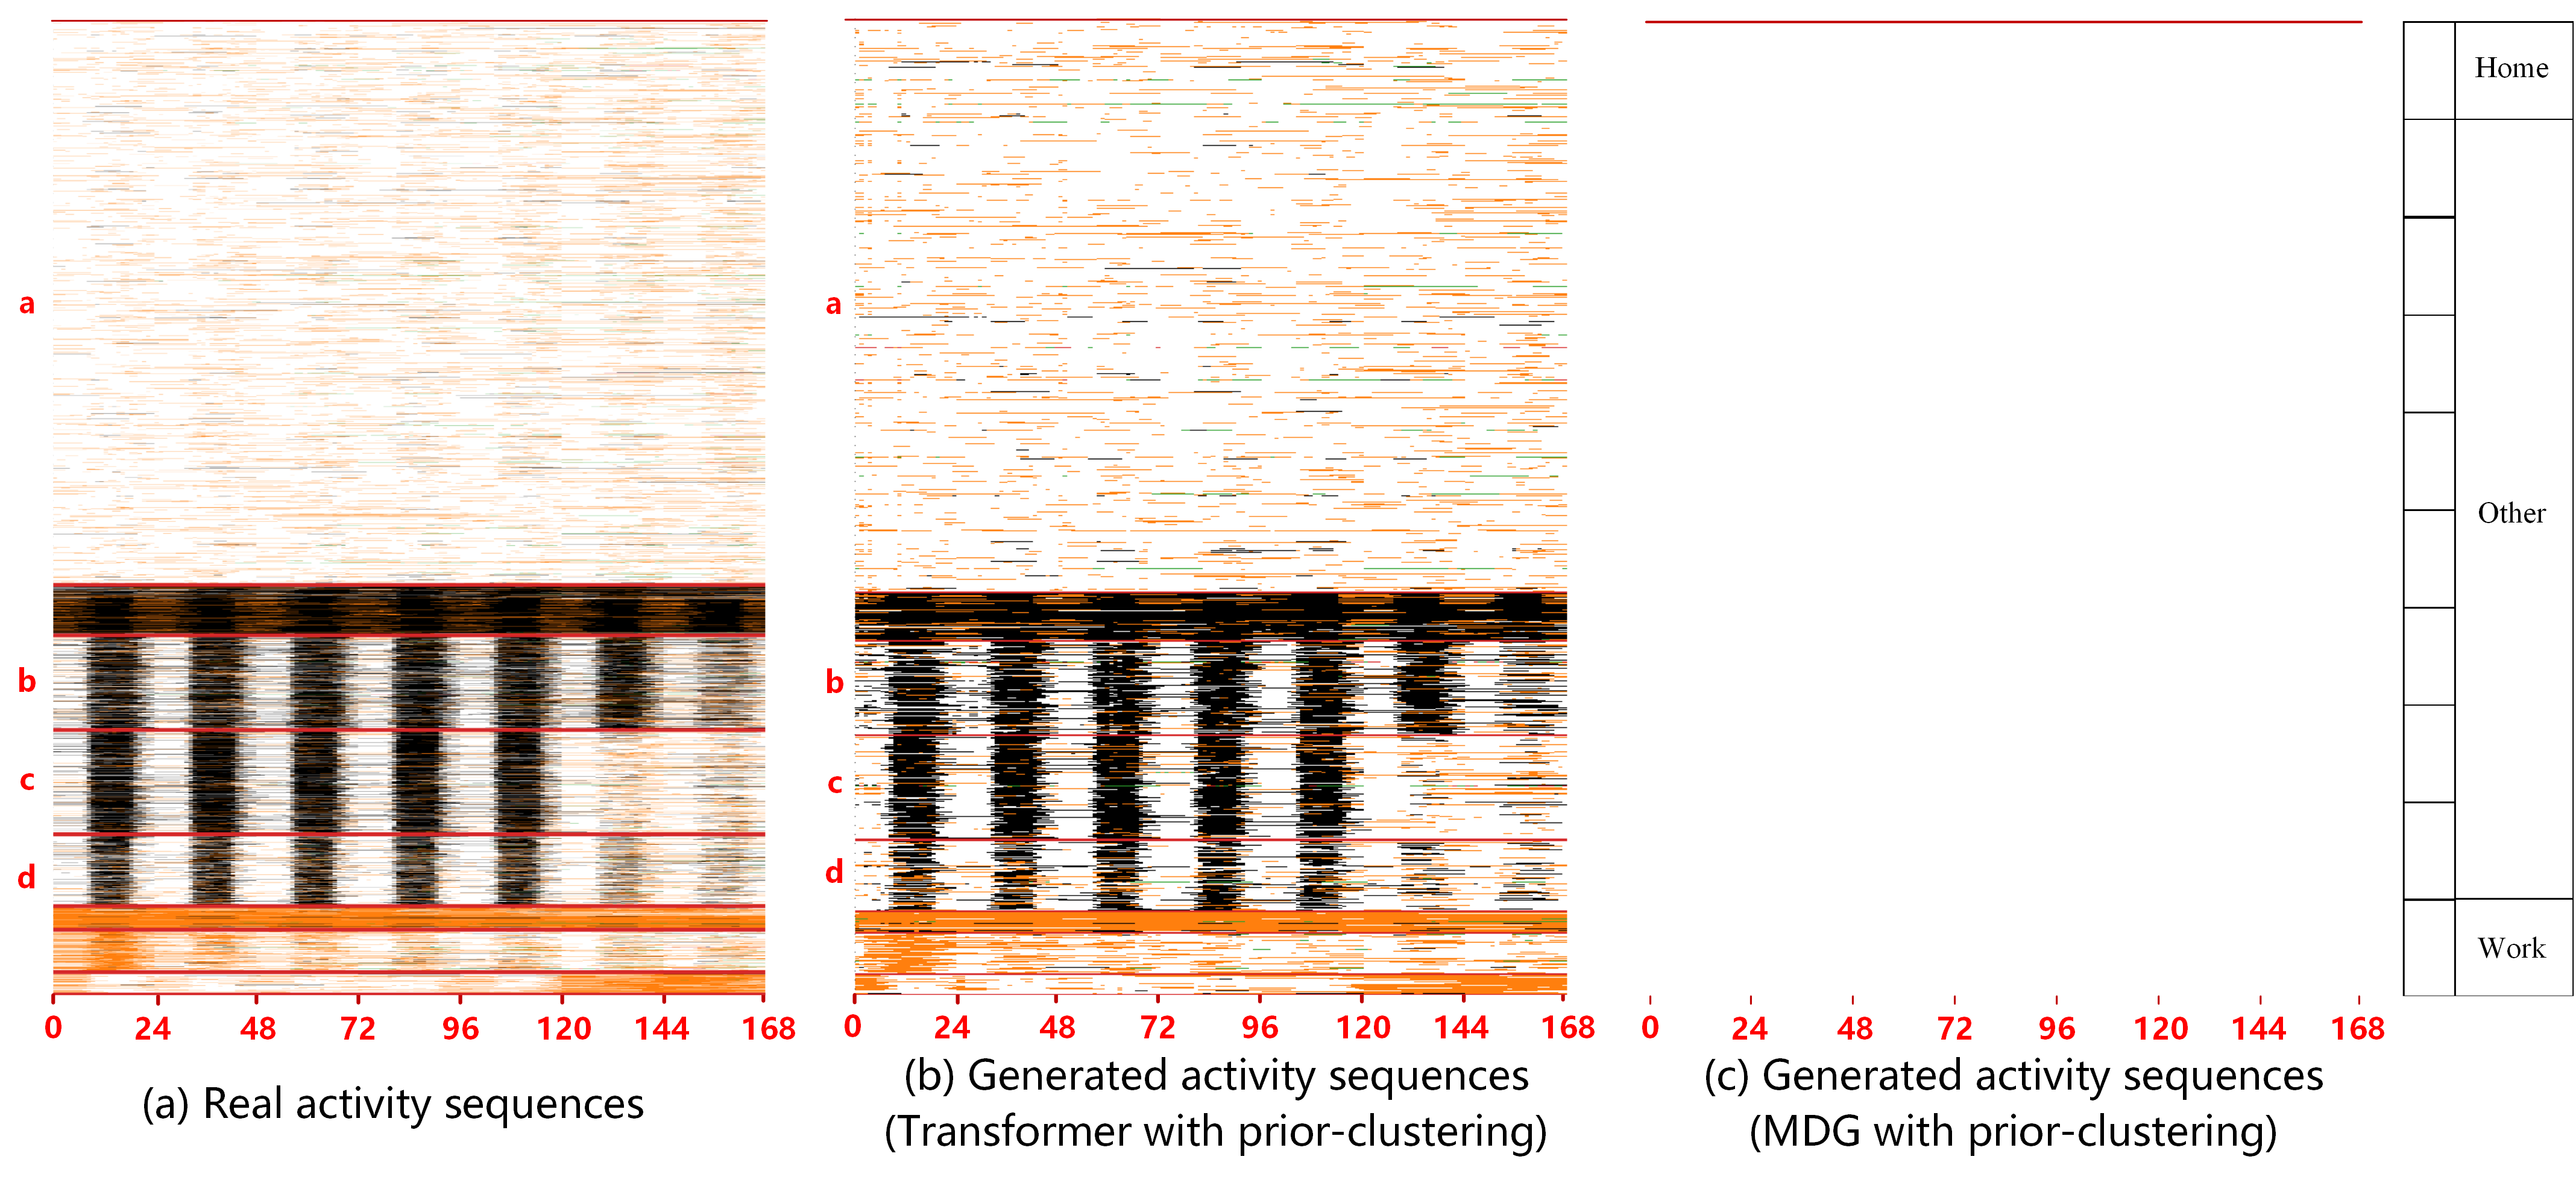 a
b
c
d
0 24 48 72 96 120 144 168
(a) Real activity sequences
a
b
c
d
0 24 48 72 96 120 144 168
(b) Generated activity sequences
(Transformer with prior-clustering)
0 24 48 72 96 120 144 168
(c) Generated activity sequences
(MDG with prior-clustering)
Home
Other
Work